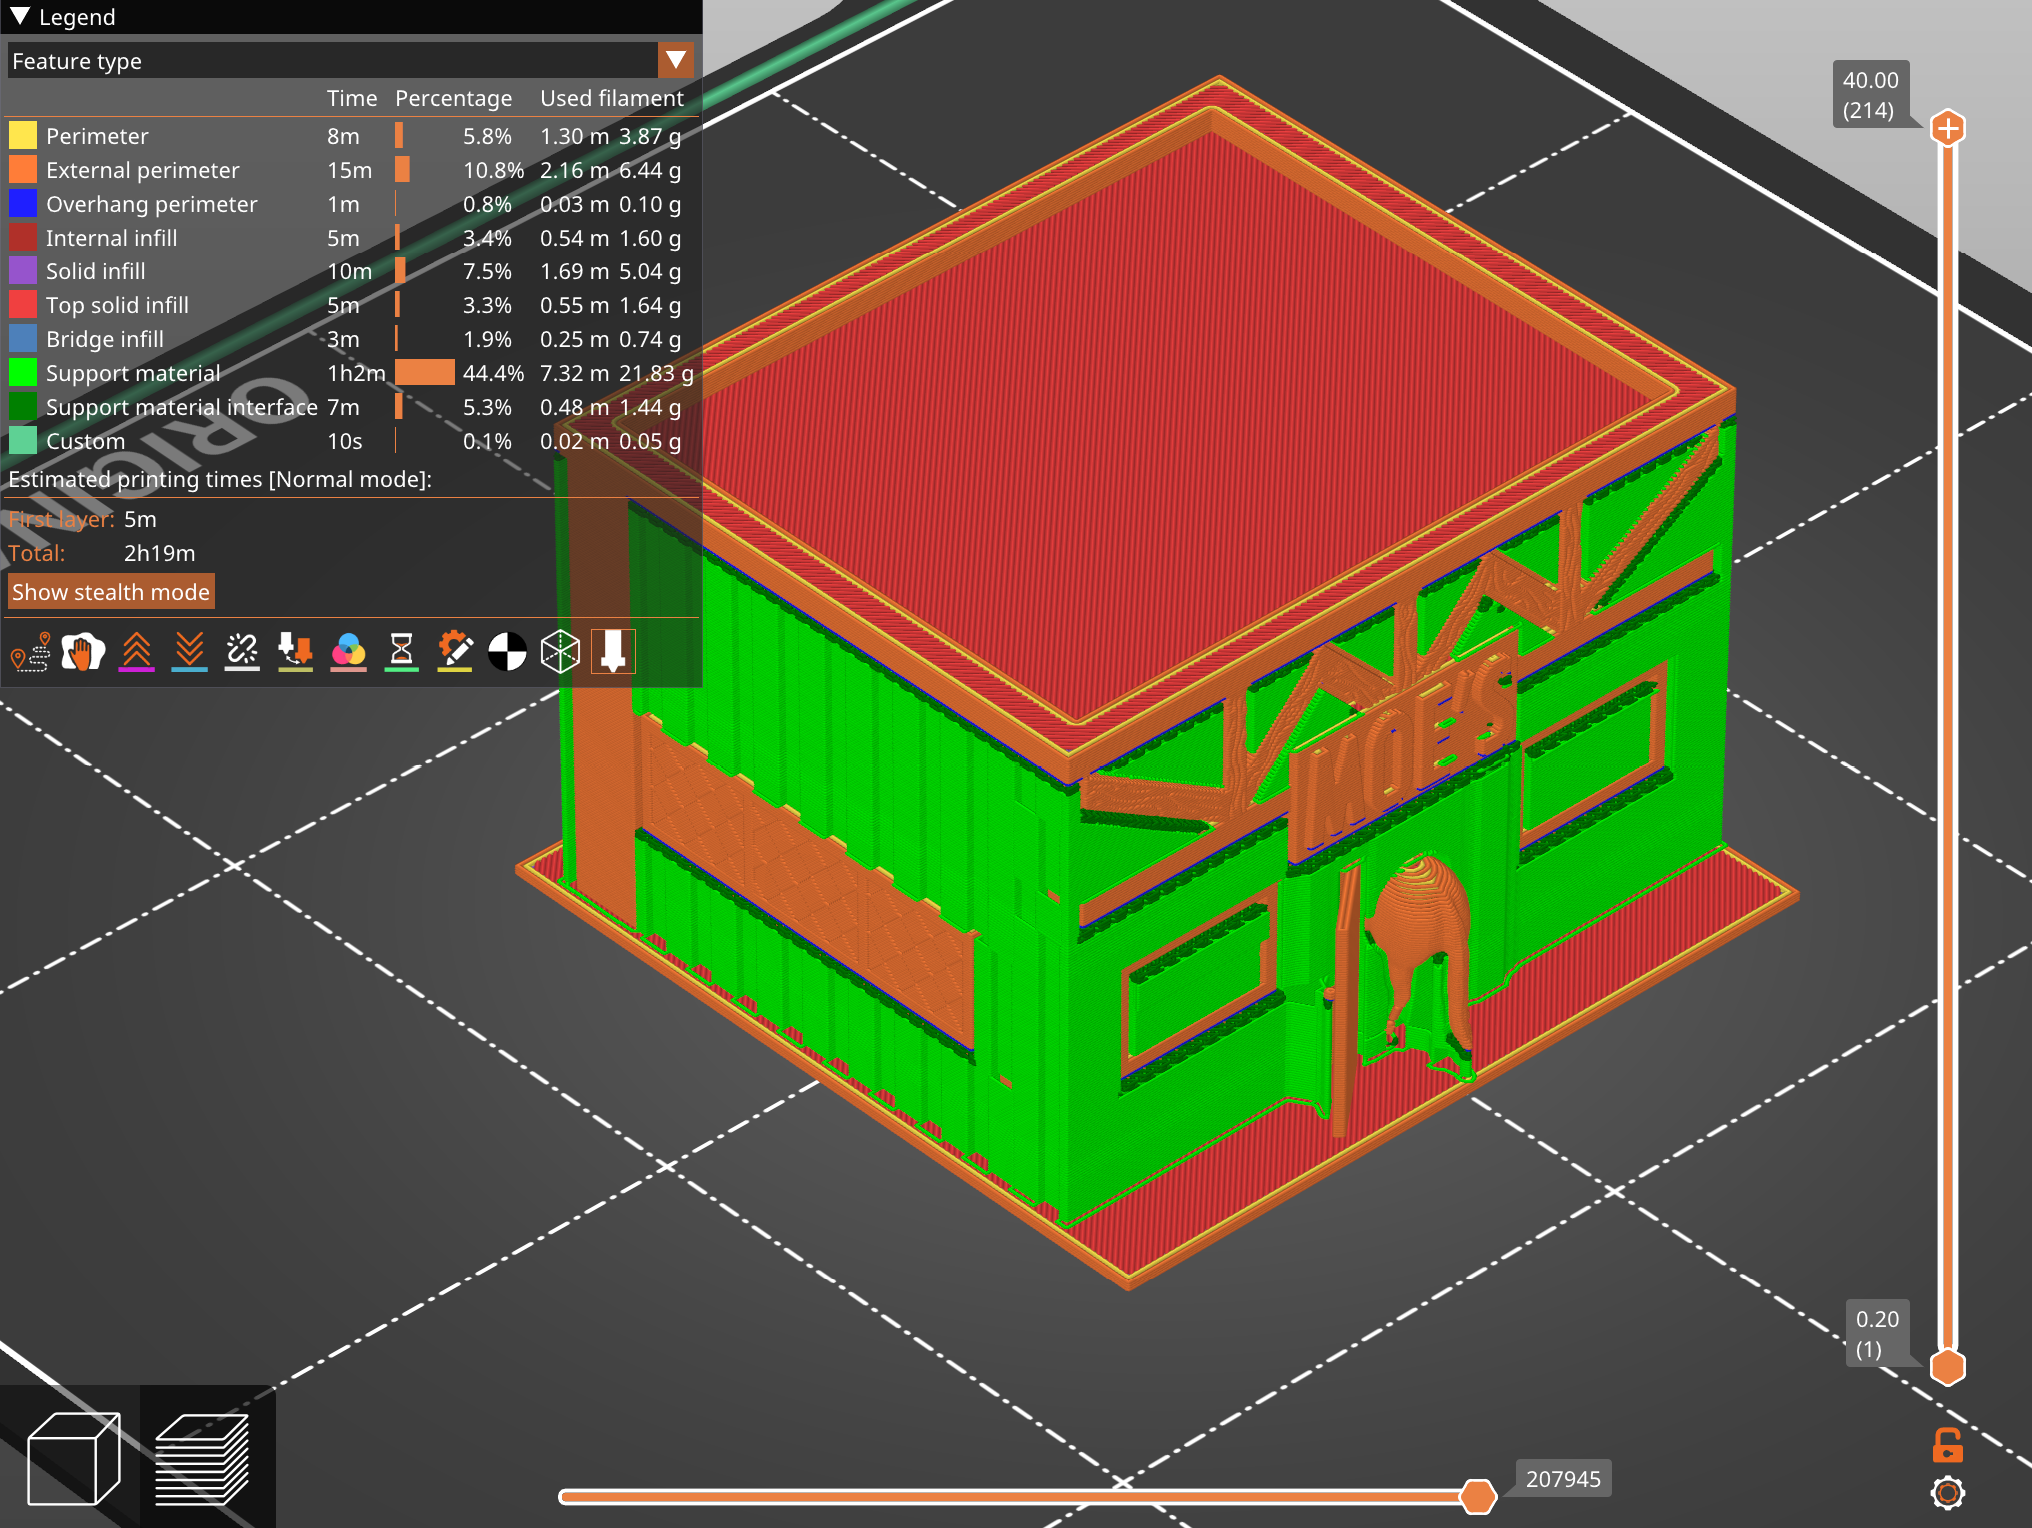 Legend
Feature type
Time Percentage Used filament
Perimeter 8m 5.8% 1.30 m 3.87 g
External perimeter 15m 10.8% 2.16 m 6.44 g
Overhang perimeter 1m 0.8% 0.03 m 0.10 g
Internal infill 5m 3.4% 0.54 m 1.60 g
Solid infill 10m 7.5% 1.69 m 5.04 g
Top solid infill 5m 3.3% 0.55 m 1.64 g
Bridge infill 3m 1.9% 0.25 m 0.74 g
Support material 1h2m 44.4% 7.32 m 21.83 g
Support material interface 7m 5.3% 0.48 m 1.44 g
Custom 10s 0.1% 0.02 m 0.05 g
Estimated printing times [Normal mode]:
First layer: 5m
Total: 2h19m
Show stealth mode
40.00
(214)
MOE'S
0.20
(1)
207945